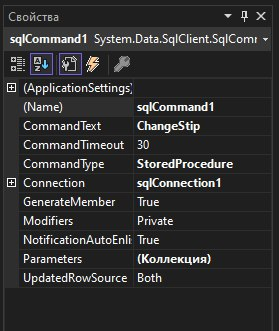 Свойства
sqlCommand1 System.Data.SqlClient.SqlComm
(ApplicationSettings)
(Name) sqlCommand1
CommandText ChangeStip
CommandTimeout 30
CommandType StoredProcedure
Connection sqlConnection1
GenerateMember True
Modifiers Private
NotificationAutoEnli True
Parameters (Коллекция)
UpdatedRowSource Both